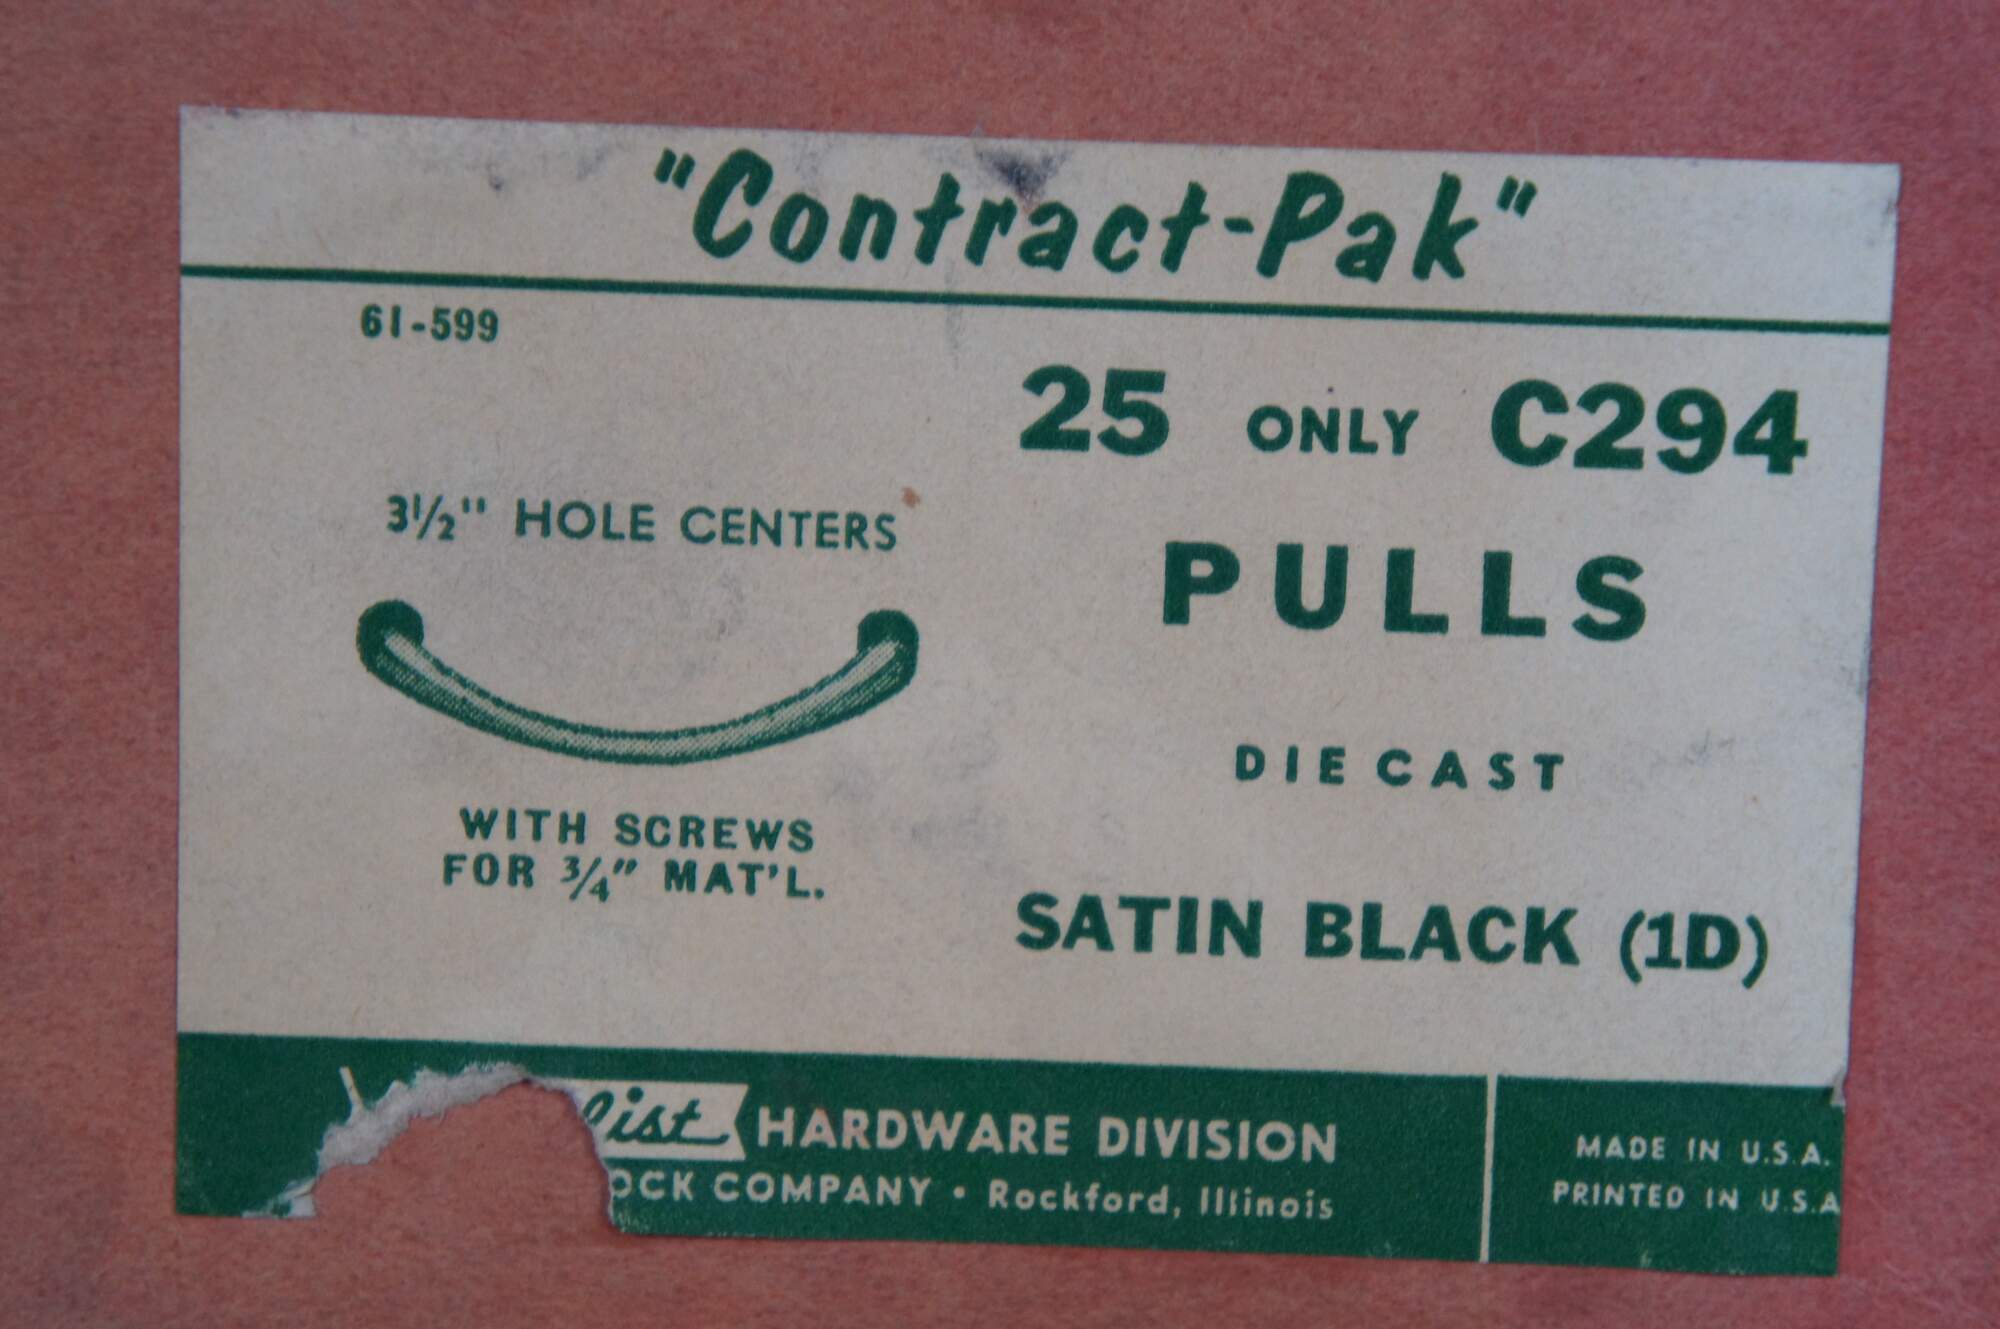 "Contract-Pak"
61-599
25 ONLY C294
3½" HOLE CENTERS
PULLS
DIE CAST
WITH SCREWS
FOR ¾" MAT'L.
SATIN BLACK (1D)
HARDWARE DIVISION
COMPANY • Rockford, Illinois
MADE IN U.S.A.
PRINTED IN U.S.A